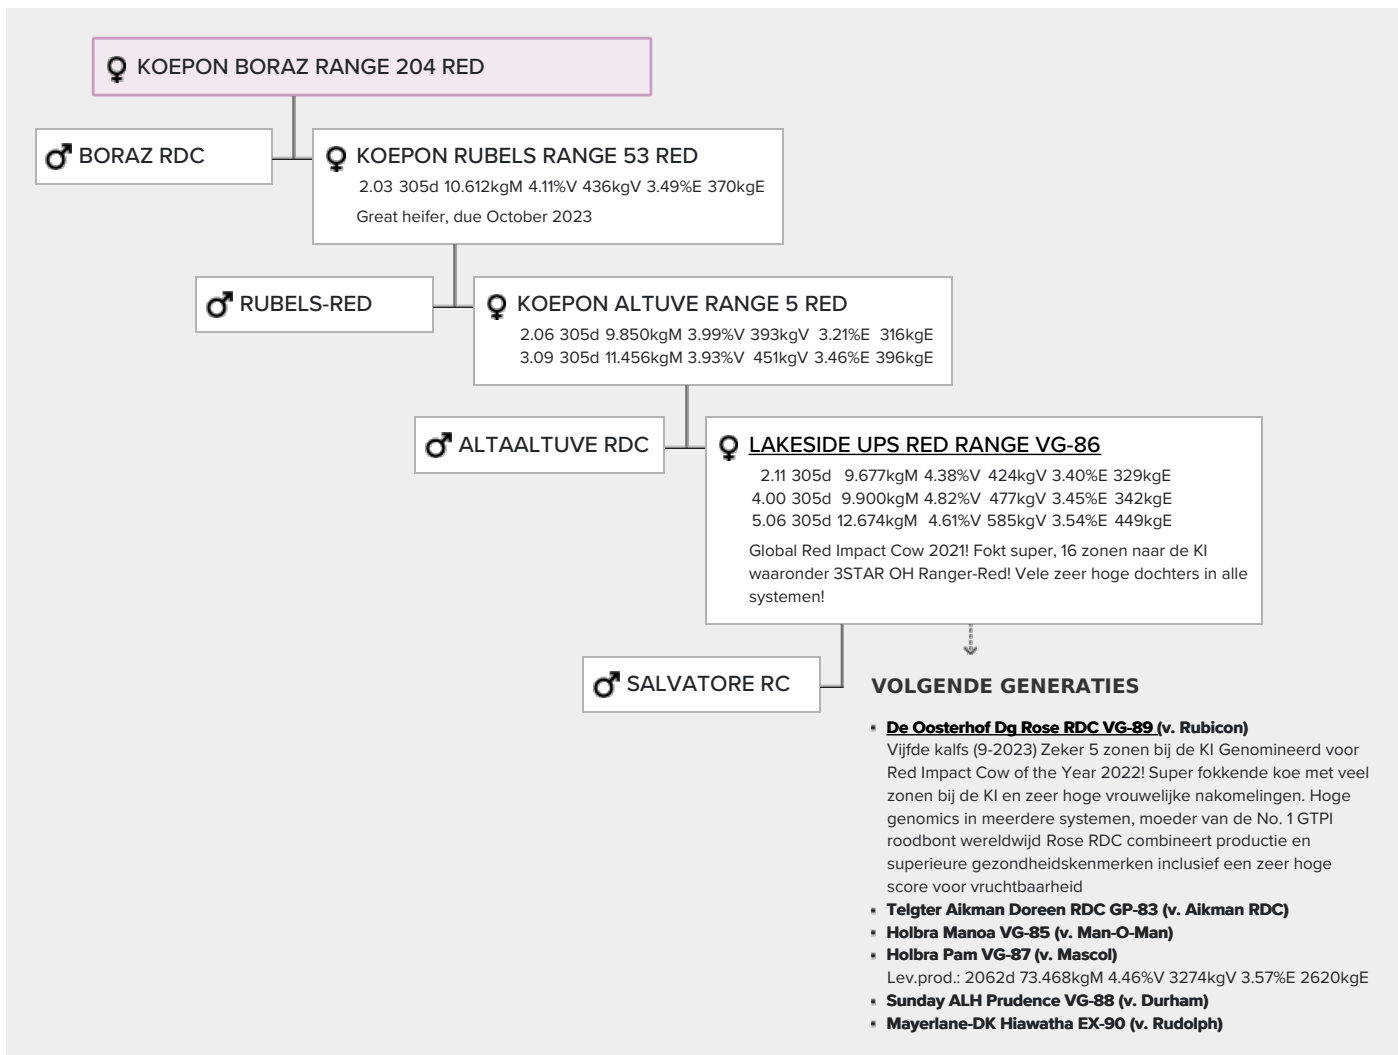 KOEPON BORAZ RANGE 204 RED
BORAZ RDC
KOEPON RUBELS RANGE 53 RED
2.03 305d 10.612kgM 4.11%V 436kgV 3.49%E 370kgE
Great heifer, due October 2023
RUBELS-RED
KOEPON ALTUVE RANGE 5 RED
2.06 305d 9.850kgM 3.99%V 393kgV 3.21%E 316kgE
3.09 305d 11.456kgM 3.93%V 451kgV 3.46%E 396kgE
ALTAALTUVE RDC
LAKESIDE UPS RED RANGE VG-86
2.11 305d 9.677kgM 4.38%V 424kgV 3.40%E 329kgE
4.00 305d 9.900kgM 4.82%V 477kgV 3.45%E 342kgE
5.06 305d 12.674kgM 4.61%V 585kgV 3.54%E 449kgE
Global Red Impact Cow 2021! Fokt super, 16 zonen naar de KI
waaronder 3STAR OH Ranger-Red! Vele zeer hoge dochters in alle
systemen!
SALVATORE RC
VOLGENDE GENERATIES
De Oosterhof Dg Rose RDC VG-89 (v. Rubicon)
Vijfde kalfs (9-2023) Zeker 5 zonen bij de KI Genomineerd voor
Red Impact Cow of the Year 2022! Super fokkende koe met veel
zonen bij de KI en zeer hoge vrouwelijke nakomelingen. Hoge
genomics in meerdere systemen, moeder van de No. 1 GTPI
roodbont wereldwijd Rose RDC combineert productie en
superieure gezondheidskenmerken inclusief een zeer hoge
score voor vruchtbaarheid
Telgter Aikman Doreen RDC GP-83 (v. Aikman RDC)
Holbra Manoa VG-85 (v. Man-O-Man)
Holbra Pam VG-87 (v. Mascol)
Lev.prod.: 2062d 73.468kgM 4.46%V 3274kgV 3.57%E 2620kgE
Sunday ALH Prudence VG-88 (v. Durham)
Mayerlane-DK Hiawatha EX-90 (v. Rudolph)